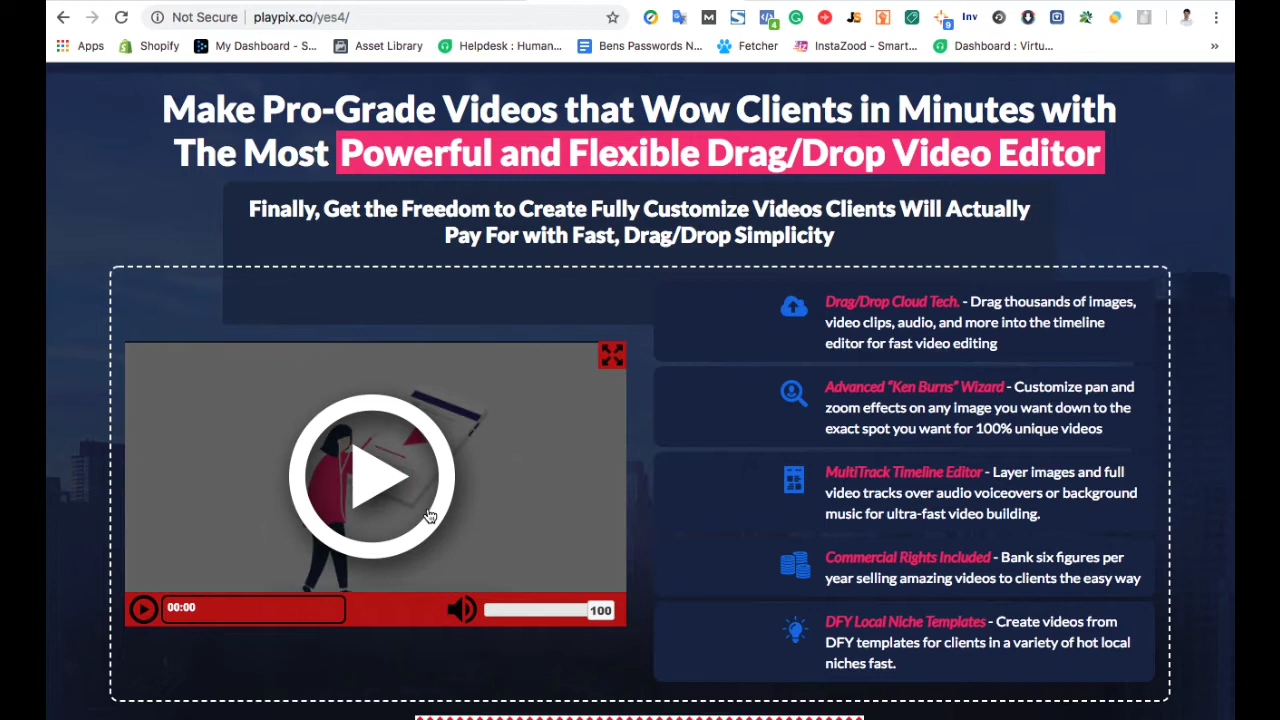 Not Secure
playpix.co/yes4/
4
JS
Inv
9
Apps
Shopify
My Dashboard - S...
Asset Library
Helpdesk : Human...
Bens Passwords N...
Fetcher
InstaZood - Smart...
Dashboard : Virtu...
»
Make Pro-Grade Videos that Wow Clients in Minutes with
The Most Powerful and Flexible Drag/Drop Video Editor
Finally, Get the Freedom to Create Fully Customize Videos Clients Will Actually
Pay For with Fast, Drag/Drop Simplicity
00:00
100
Drag/Drop Cloud Tech. - Drag thousands of images,
video clips, audio, and more into the timeline
editor for fast video editing
Advanced “Ken Burns” Wizard - Customize pan and
zoom effects on any image you want down to the
exact spot you want for 100% unique videos
MultiTrack Timeline Editor - Layer images and full
video tracks over audio voiceovers or background
music for ultra-fast video building.
Commercial Rights Included - Bank six figures per
year selling amazing videos to clients the easy way
DFY Local Niche Templates - Create videos from
DFY templates for clients in a variety of hot local
niches fast.